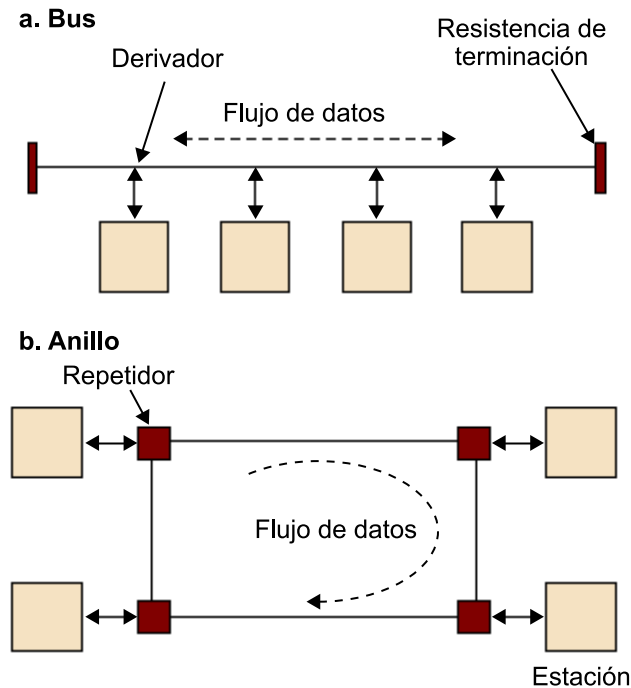 a. Bus
Derivador
Resistencia de
terminación
Flujo de datos
b. Anillo
Repetidor
Flujo de datos
Estación